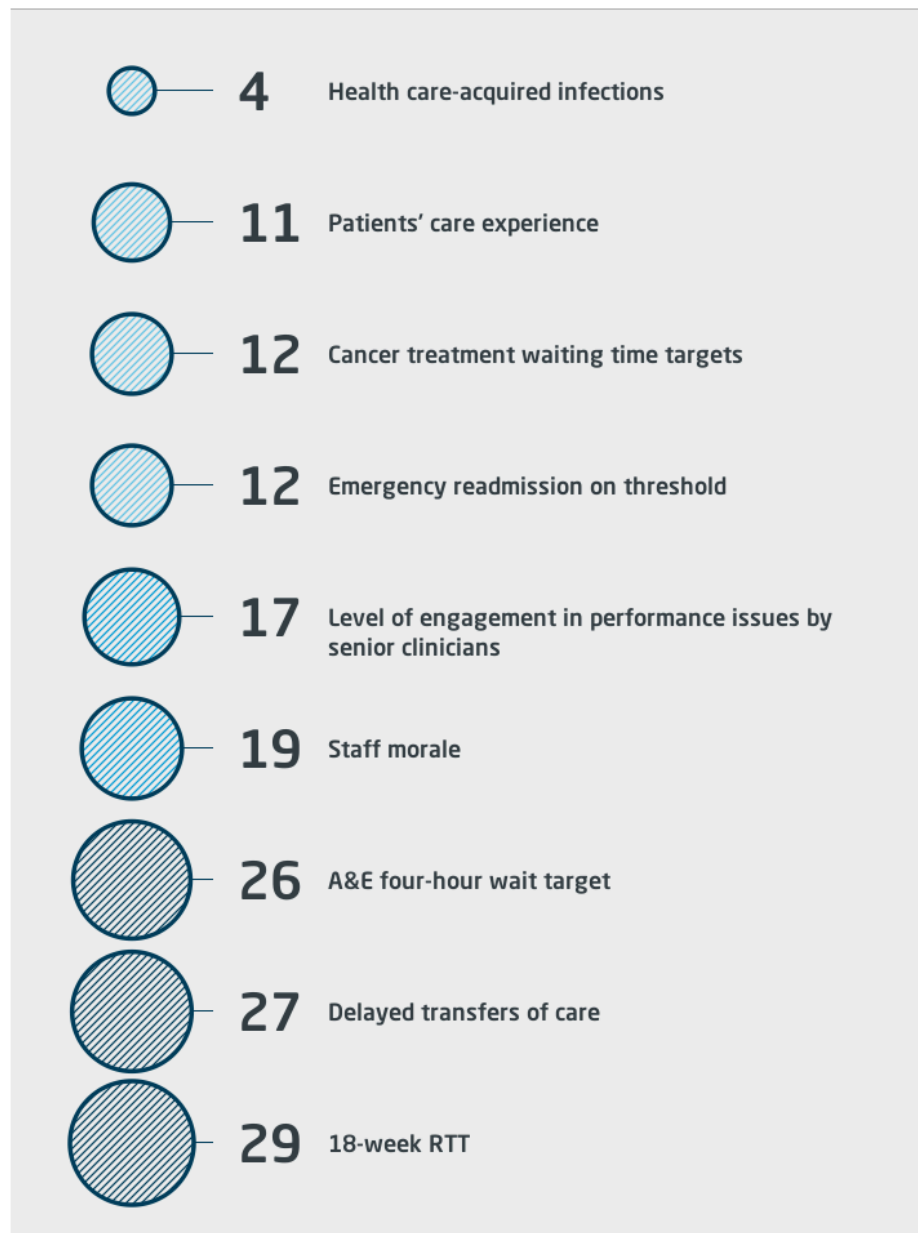 4 Health care-acquired infections
11 Patients’ care experience
12 Cancer treatment waiting time targets
12 Emergency readmission on threshold
17 Level of engagement in performance issues by
senior clinicians
19 Staff morale
26 A&E four-hour wait target
27 Delayed transfers of care
29 18-week RTT